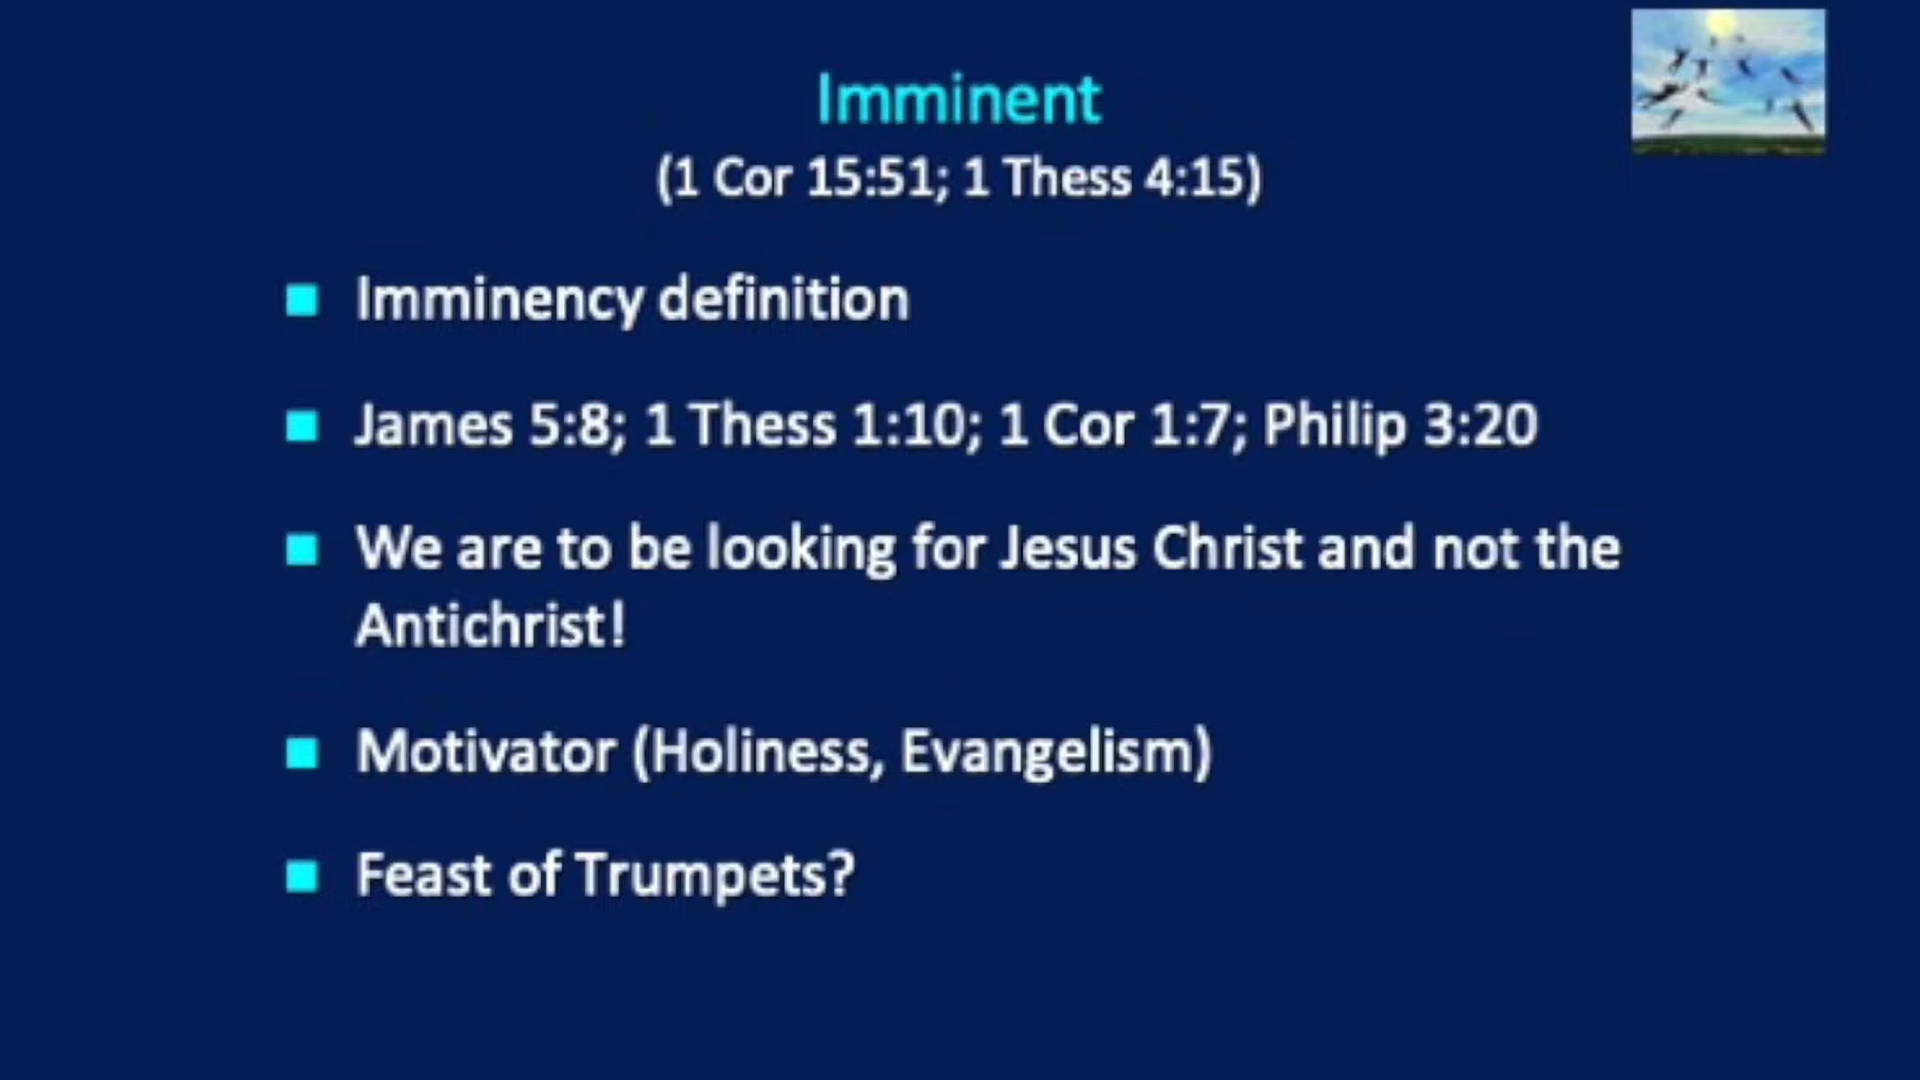 Imminent
(1 Cor 15:51; 1 Thess 4:15)
Imminency definition
James 5:8; 1 Thess 1:10; 1 Cor 1:7; Philip 3:20
We are to be looking for Jesus Christ and not the
Antichrist!
Motivator (Holiness, Evangelism)
Feast of Trumpets?